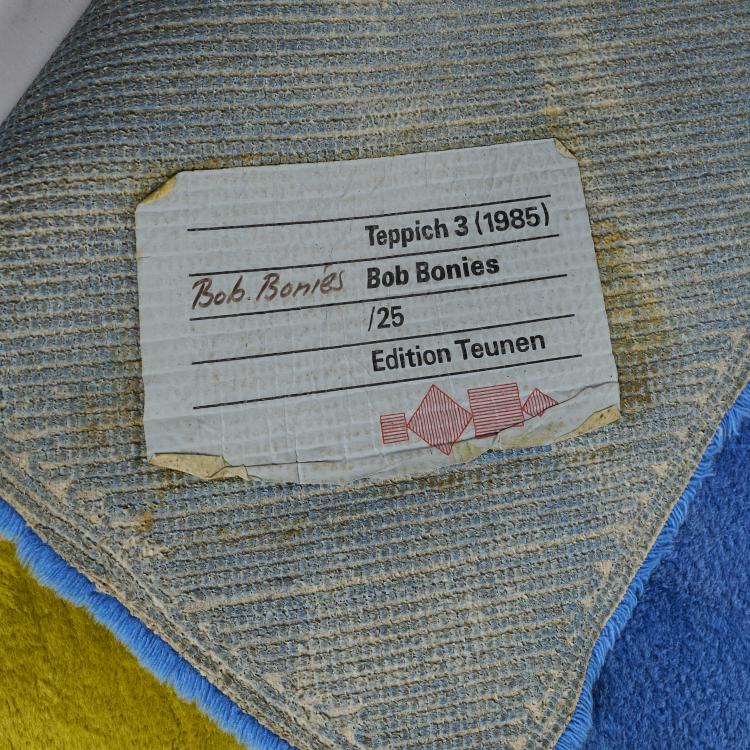 Teppich 3 (1985)
Bob. Bonies Bob Bonies
/25
Edition Teunen